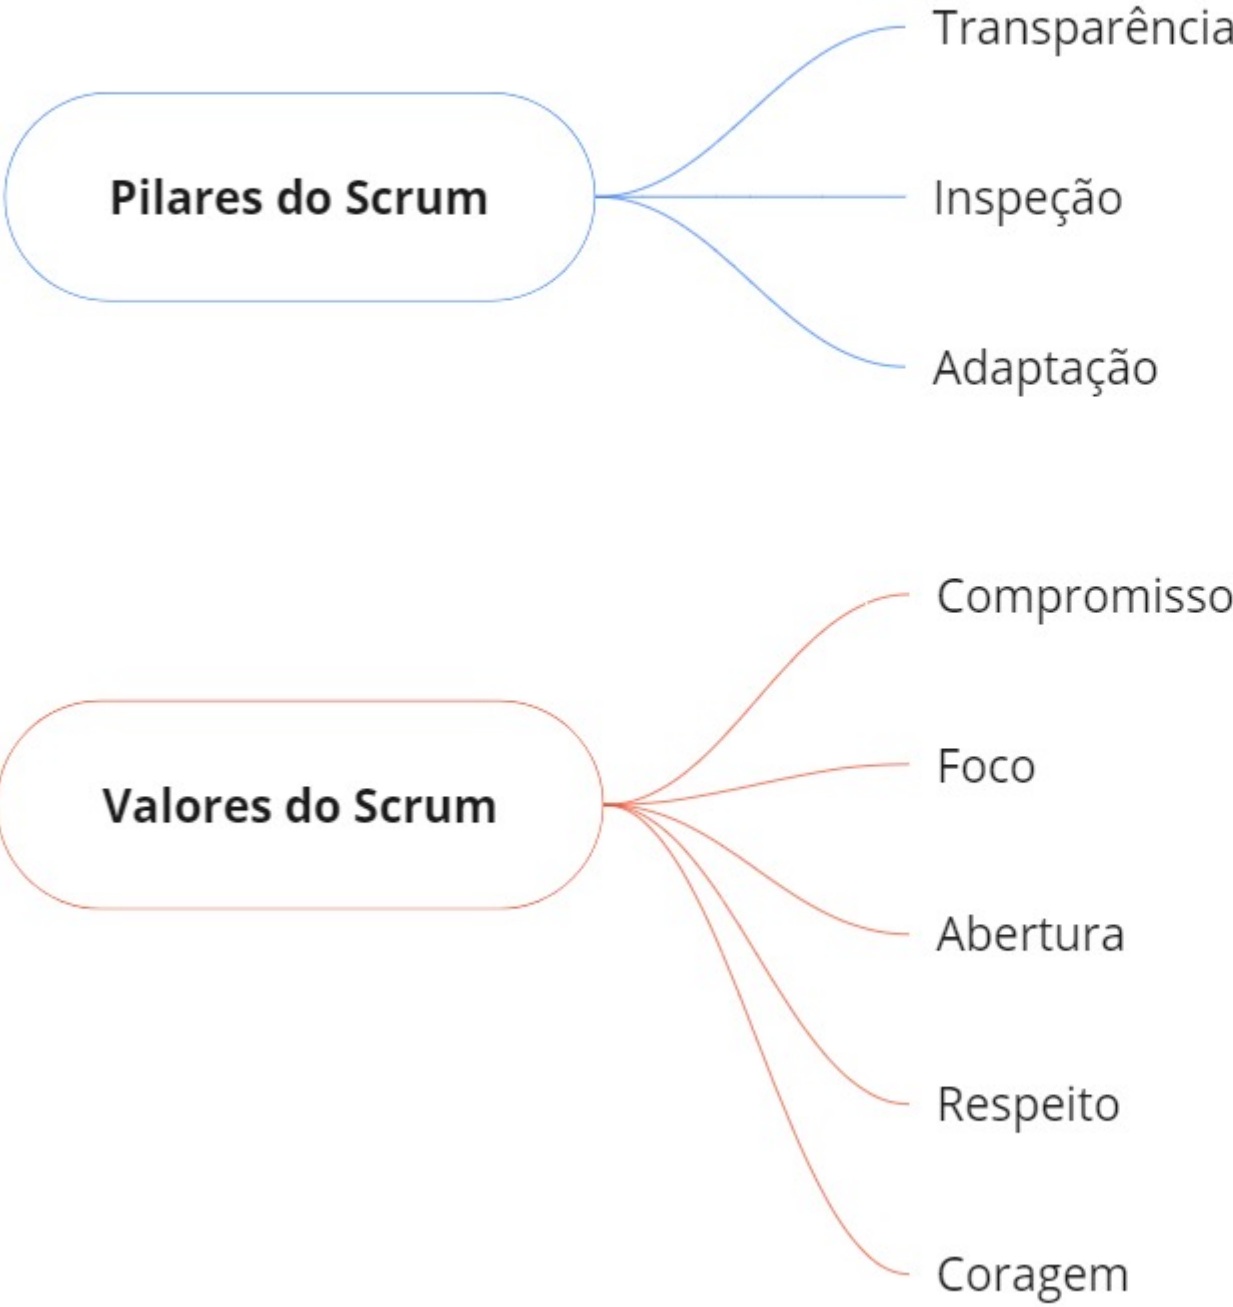 Pilares do Scrum
Transparência
Inspeção
Adaptação
Valores do Scrum
Compromisso
Foco
Abertura
Respeito
Coragem